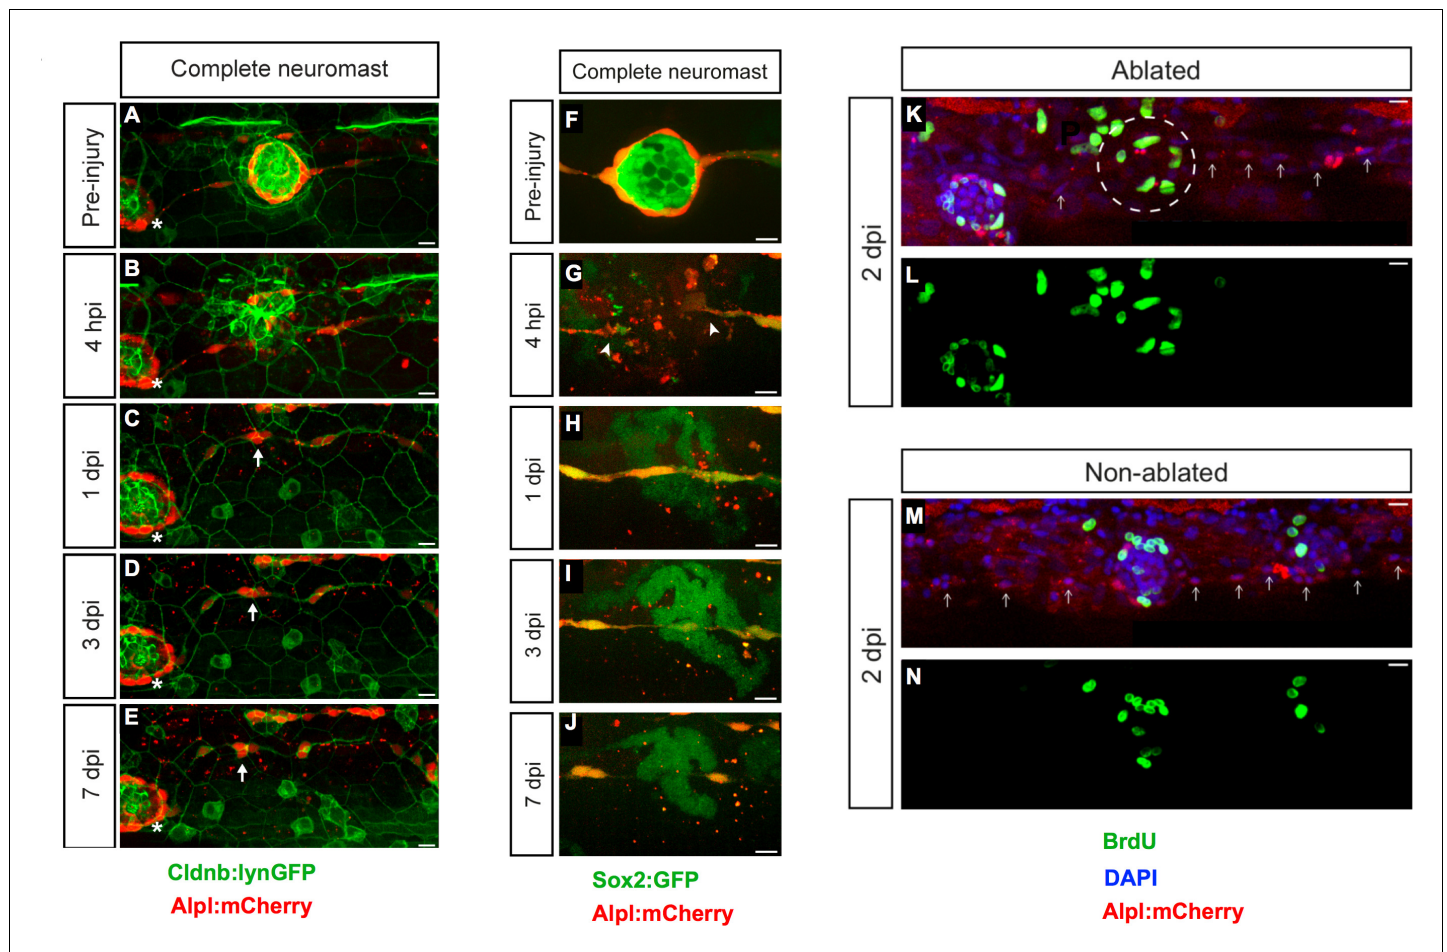 Complete neuromast
Pre-injury
A
*
4 hpi
B
*
1 dpi
C
*
3 dpi
D
*
7 dpi
E
*
Cldnb:lynGFP
Alpl:mCherry
Complete neuromast
Pre-injury
F
4 hpi
G
1 dpi
H
3 dpi
I
7 dpi
J
Sox2:GFP
Alpl:mCherry
Ablated
2 dpi
K
P
L
Non-ablated
2 dpi
M
N
BrdU
DAPI
Alpl:mCherry